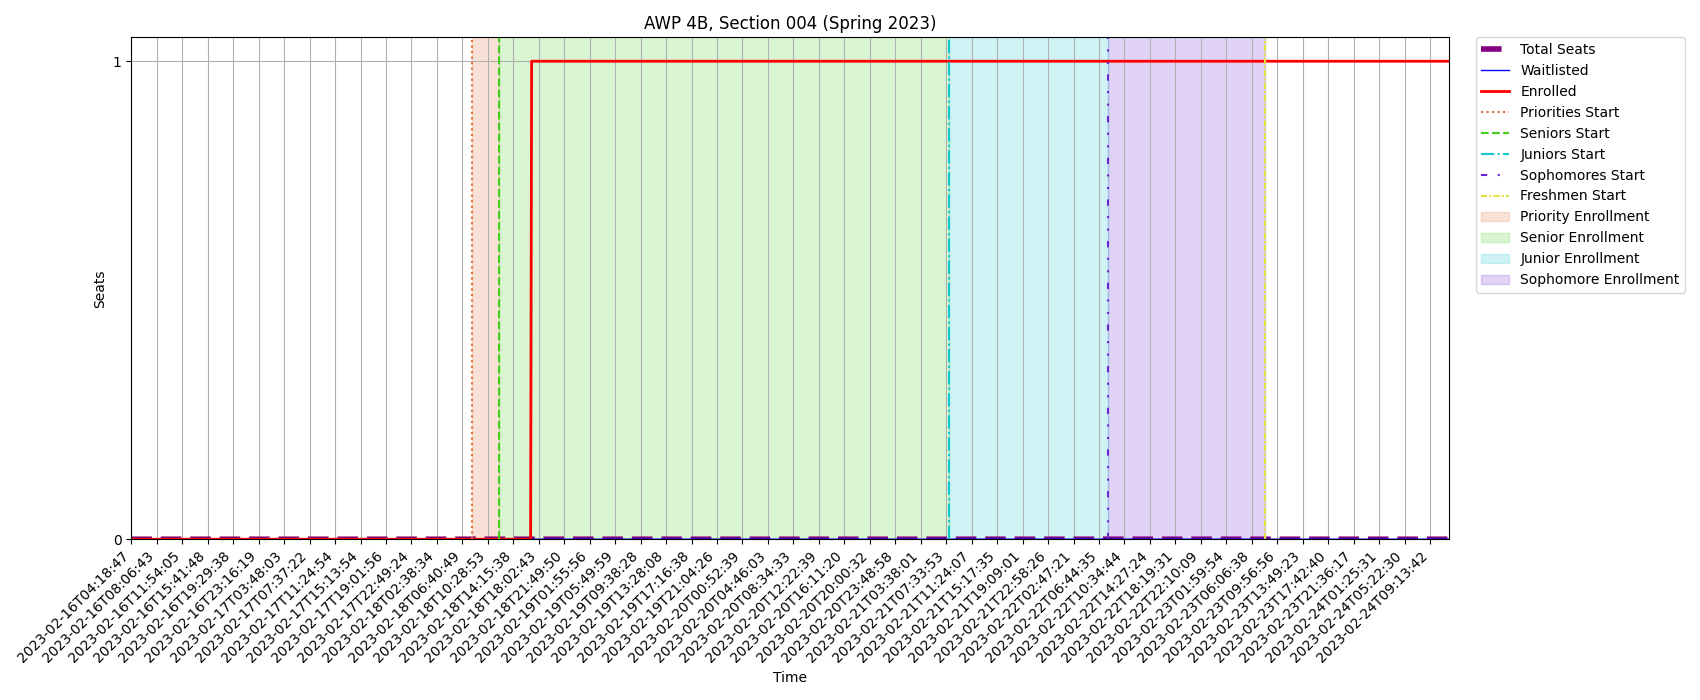 AWP 4B, Section 004 (Spring 2023)
Total Seats
Waitlisted
Enrolled
Priorities Start
Seniors Start
Juniors Start
Sophomores Start
Freshmen Start
Priority Enrollment
Senior Enrollment
Junior Enrollment
Sophomore Enrollment
Seats
1
0
2023-02-16T04:18:47
2023-02-16T08:06:43
2023-02-16T11:54:05
2023-02-16T15:41:48
2023-02-16T19:29:38
2023-02-16T23:16:19
2023-02-17T03:48:03
2023-02-17T07:37:22
2023-02-17T11:24:54
2023-02-17T15:13:54
2023-02-17T19:01:56
2023-02-17T22:49:24
2023-02-18T02:38:34
2023-02-18T06:40:49
2023-02-18T10:28:53
2023-02-18T14:15:38
2023-02-18T18:02:43
2023-02-18T21:49:50
2023-02-19T01:55:56
2023-02-19T05:49:59
2023-02-19T09:38:28
2023-02-19T13:28:08
2023-02-19T17:16:38
2023-02-19T21:04:26
2023-02-20T00:52:39
2023-02-20T04:46:03
2023-02-20T08:34:33
2023-02-20T12:22:39
2023-02-20T16:11:20
2023-02-20T20:00:32
2023-02-20T23:48:58
2023-02-21T03:38:01
2023-02-21T07:33:53
2023-02-21T11:24:07
2023-02-21T15:17:35
2023-02-21T19:09:01
2023-02-21T22:58:26
2023-02-22T02:47:21
2023-02-22T06:44:35
2023-02-22T10:34:44
2023-02-22T14:27:24
2023-02-22T18:19:31
2023-02-22T22:10:09
2023-02-23T01:59:54
2023-02-23T06:06:38
2023-02-23T09:56:56
2023-02-23T13:49:23
2023-02-23T17:42:40
2023-02-23T21:36:17
2023-02-24T01:25:31
2023-02-24T05:22:30
2023-02-24T09:13:42
Time